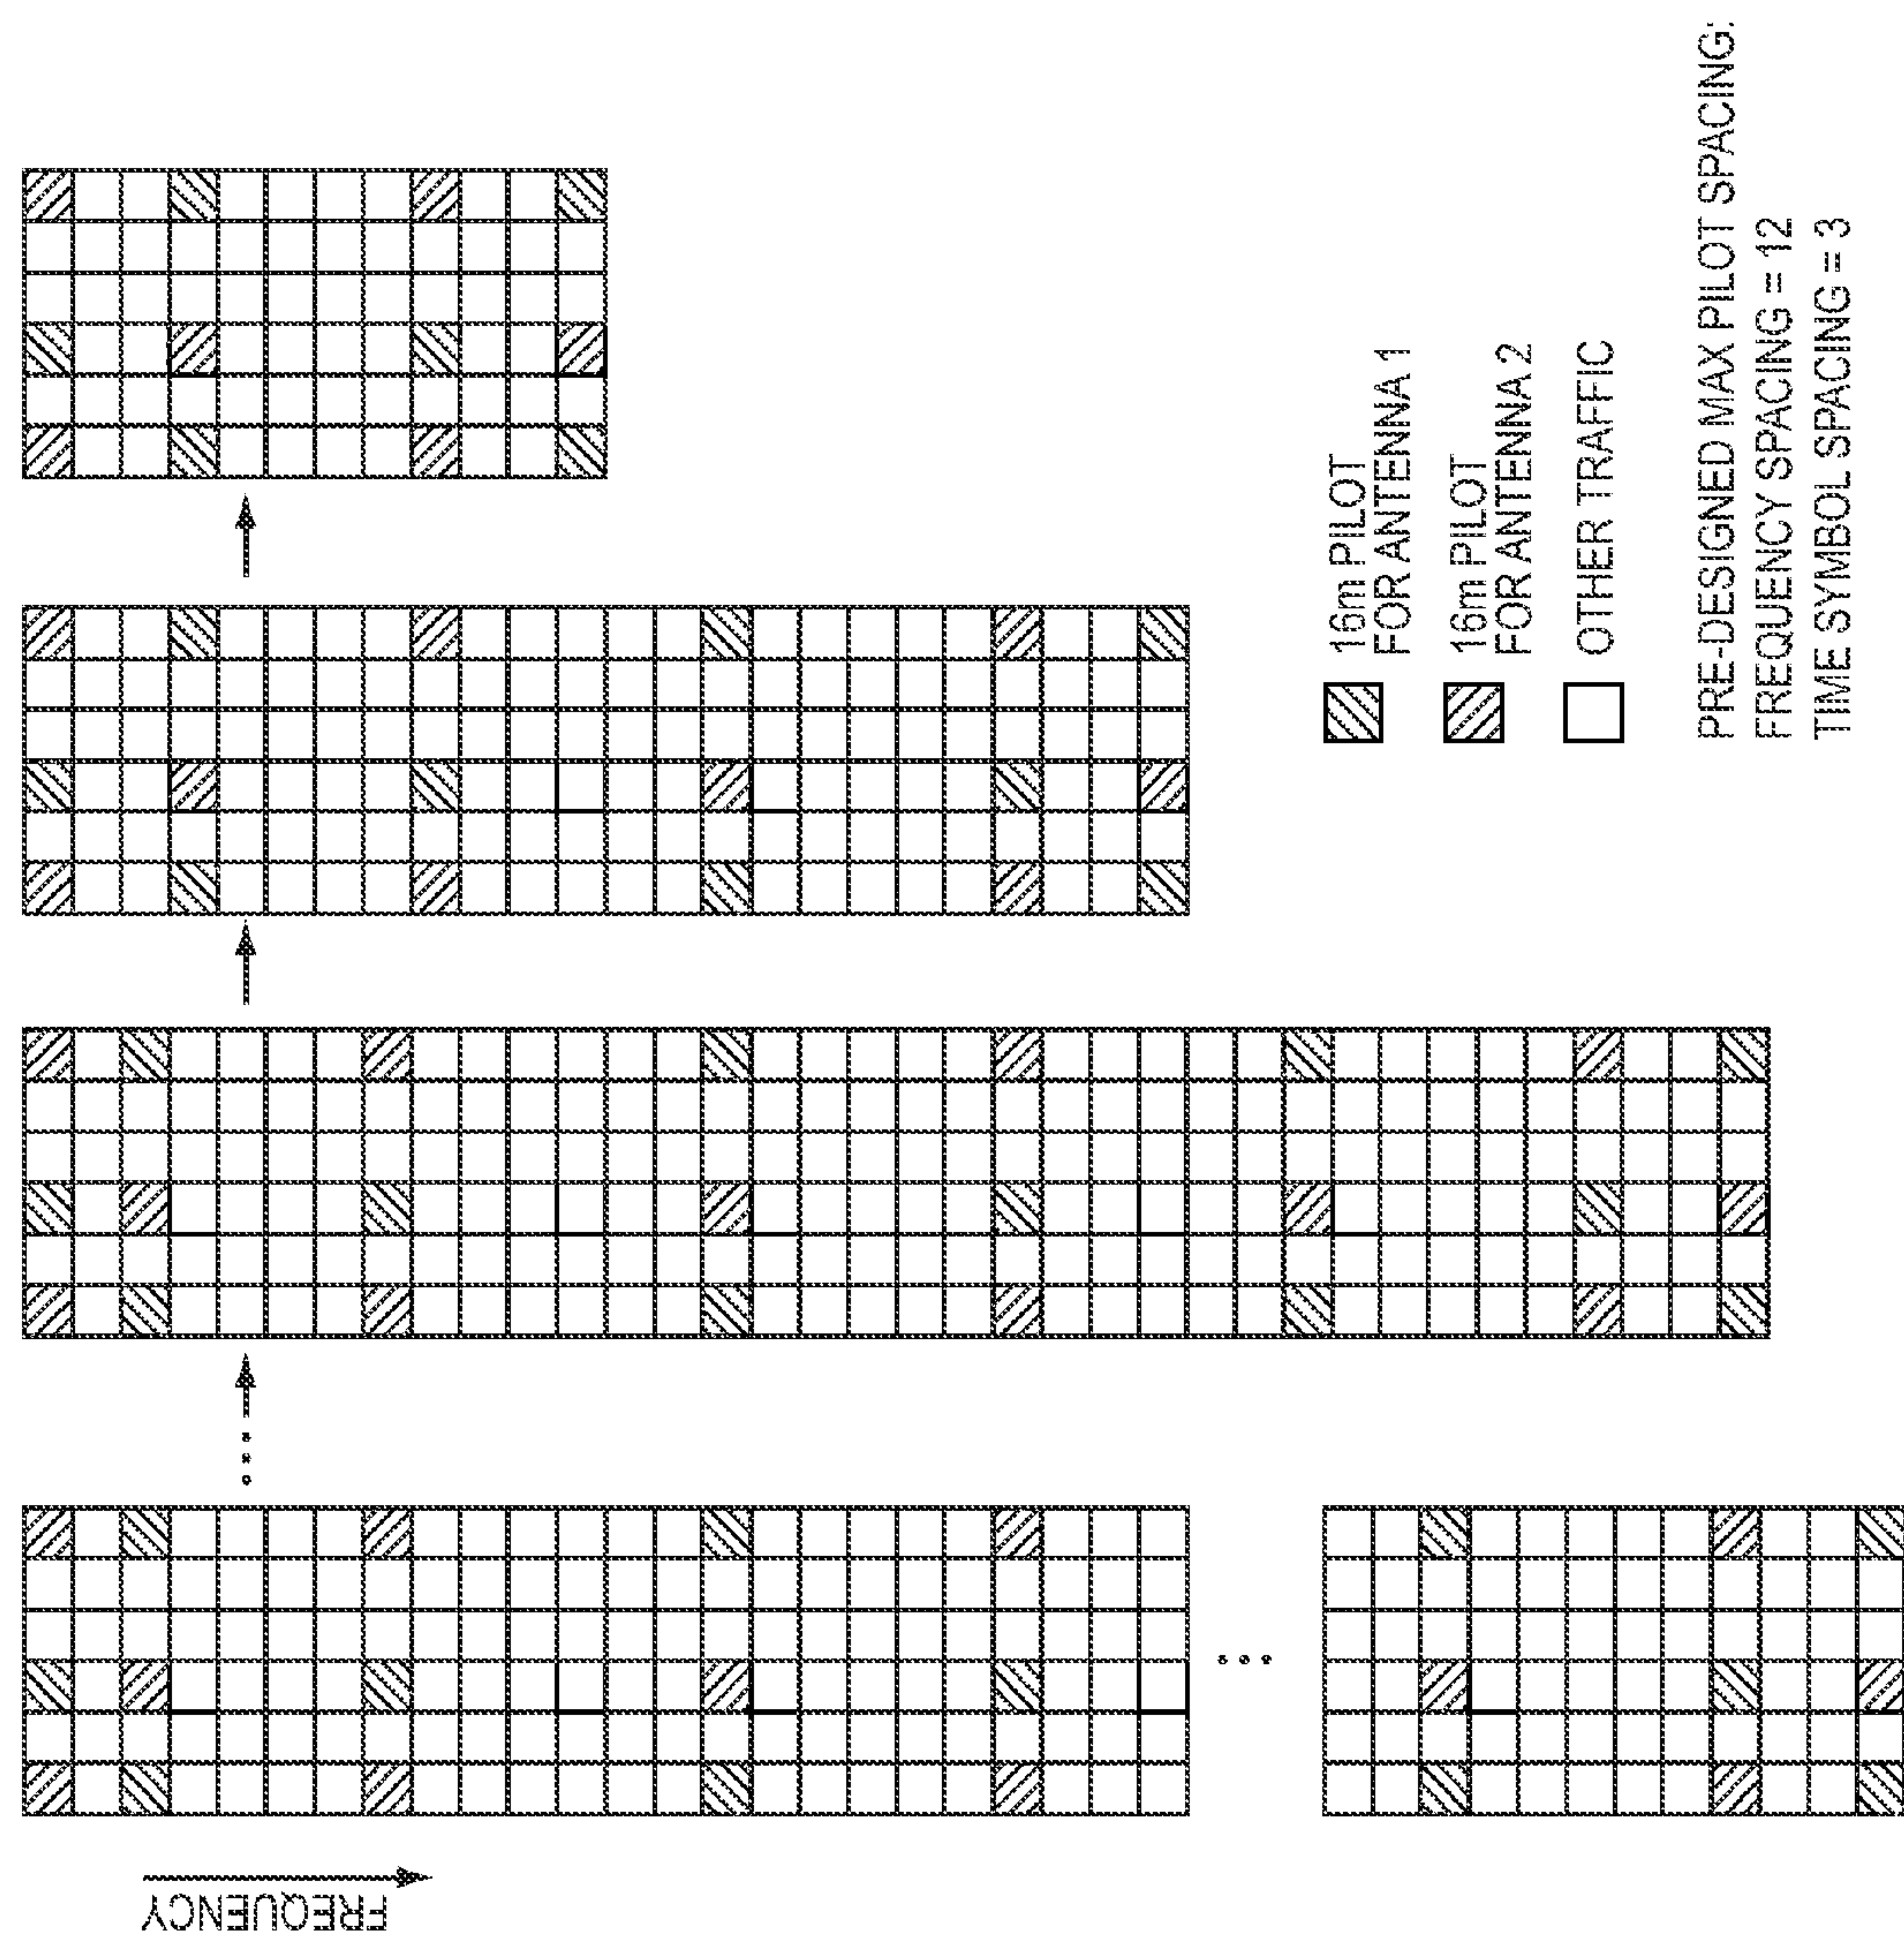 FREQUENCY
16m PILOT
FOR ANTENNA 1
16m PILOT
FOR ANTENNA 2
OTHER TRAFFIC
PRE-DESIGNED MAX PILOT SPACING:
FREQUENCY SPACING = 12
TIME SYMBOL SPACING = 3